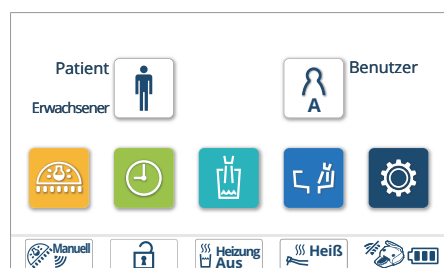 Patient
Benutzer
Erwachsener
A
Manuell
Heizung
Aus
Heiß